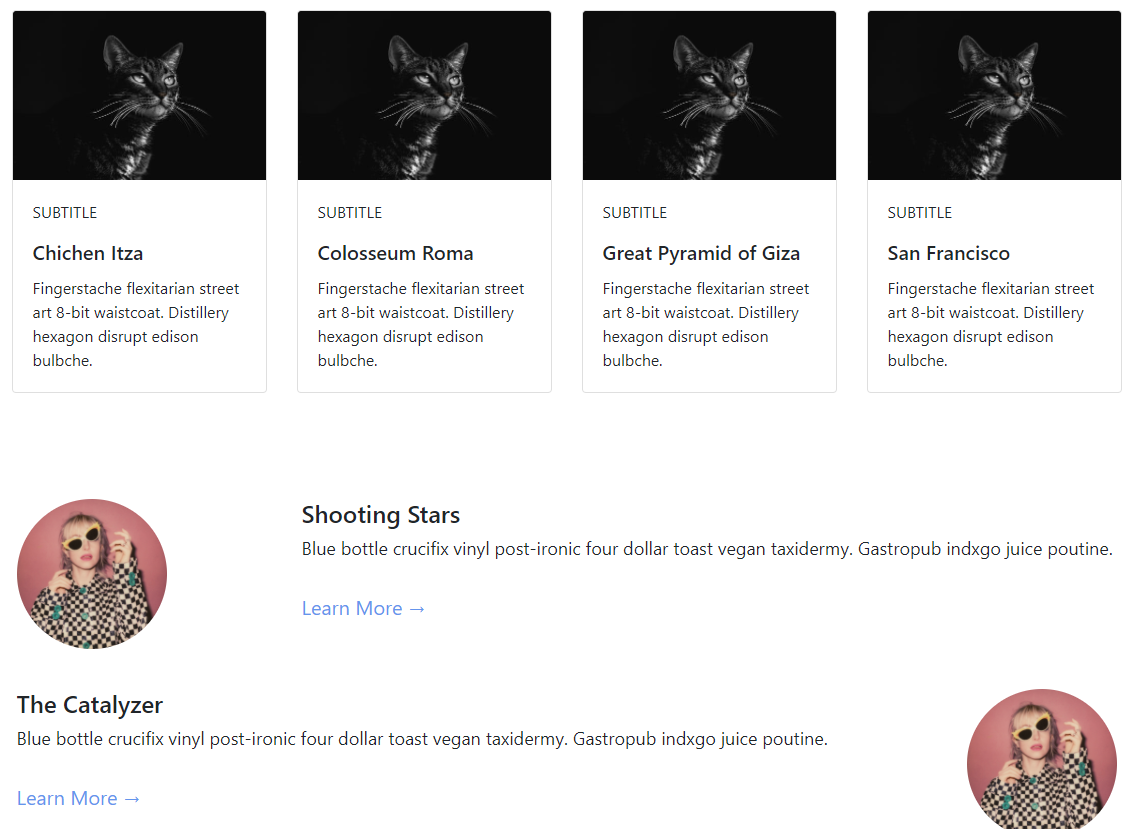 SUBTITLE
Chichen Itza
Fingerstache flexitarian street
art 8-bit waistcoat. Distillery
hexagon disrupt edison
bulbche.
SUBTITLE
Colosseum Roma
Fingerstache flexitarian street
art 8-bit waistcoat. Distillery
hexagon disrupt edison
bulbche.
SUBTITLE
Great Pyramid of Giza
Fingerstache flexitarian street
art 8-bit waistcoat. Distillery
hexagon disrupt edison
bulbche.
SUBTITLE
San Francisco
Fingerstache flexitarian street
art 8-bit waistcoat. Distillery
hexagon disrupt edison
bulbche.
Shooting Stars
Blue bottle crucifix vinyl post-ironic four dollar toast vegan taxidermy. Gastropub indxgo juice poutine.
Learn More →
The Catalyzer
Blue bottle crucifix vinyl post-ironic four dollar toast vegan taxidermy. Gastropub indxgo juice poutine.
Learn More →